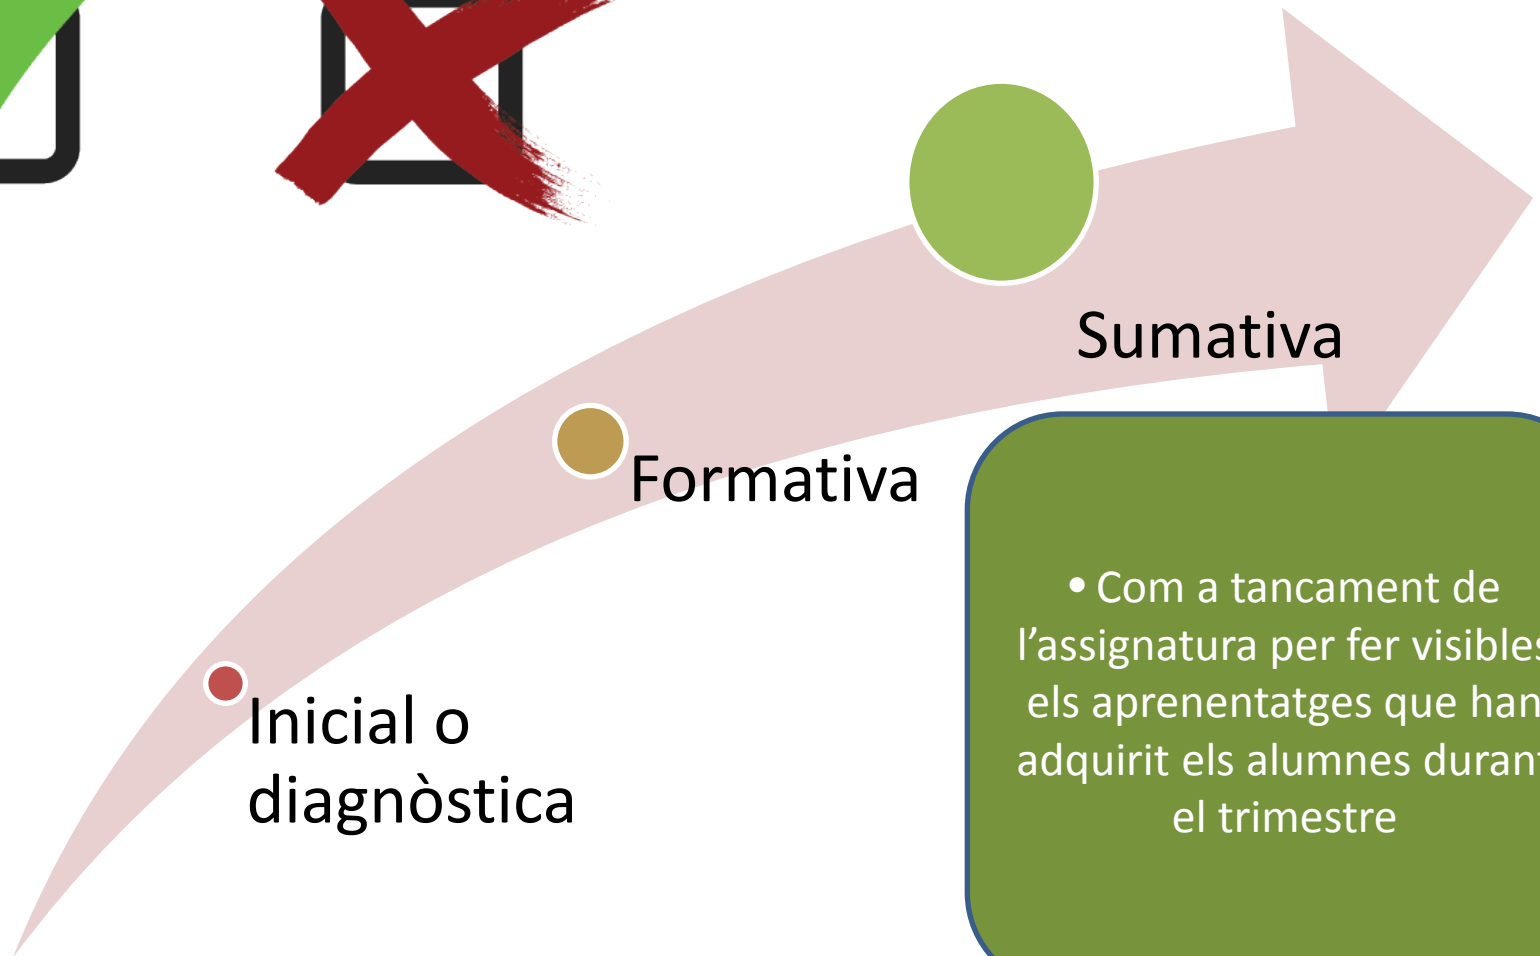 Sumativa
Formativa
Inicial o
diagnòstica
• Com a tancament de
l’assignatura per fer visibles
els aprenentatges que han
adquirit els alumnes durant
el trimestre